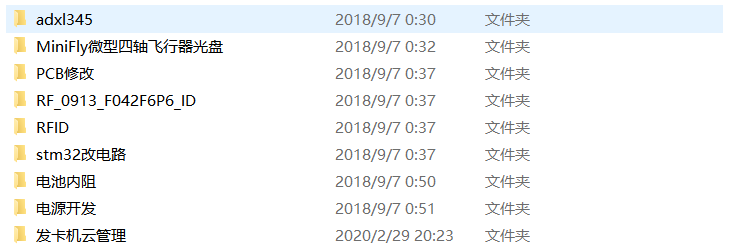 adxl345 2018/9/7 0:30 文件夹
MiniFly微型四轴飞行器光盘 2018/9/7 0:32 文件夹
PCB修改 2018/9/7 0:37 文件夹
RF_0913_F042F6P6_ID 2018/9/7 0:37 文件夹
RFID 2018/9/7 0:37 文件夹
stm32改电路 2018/9/7 0:37 文件夹
电池内阻 2018/9/7 0:50 文件夹
电源开发 2018/9/7 0:51 文件夹
发卡机云管理 2020/2/29 20:23 文件夹